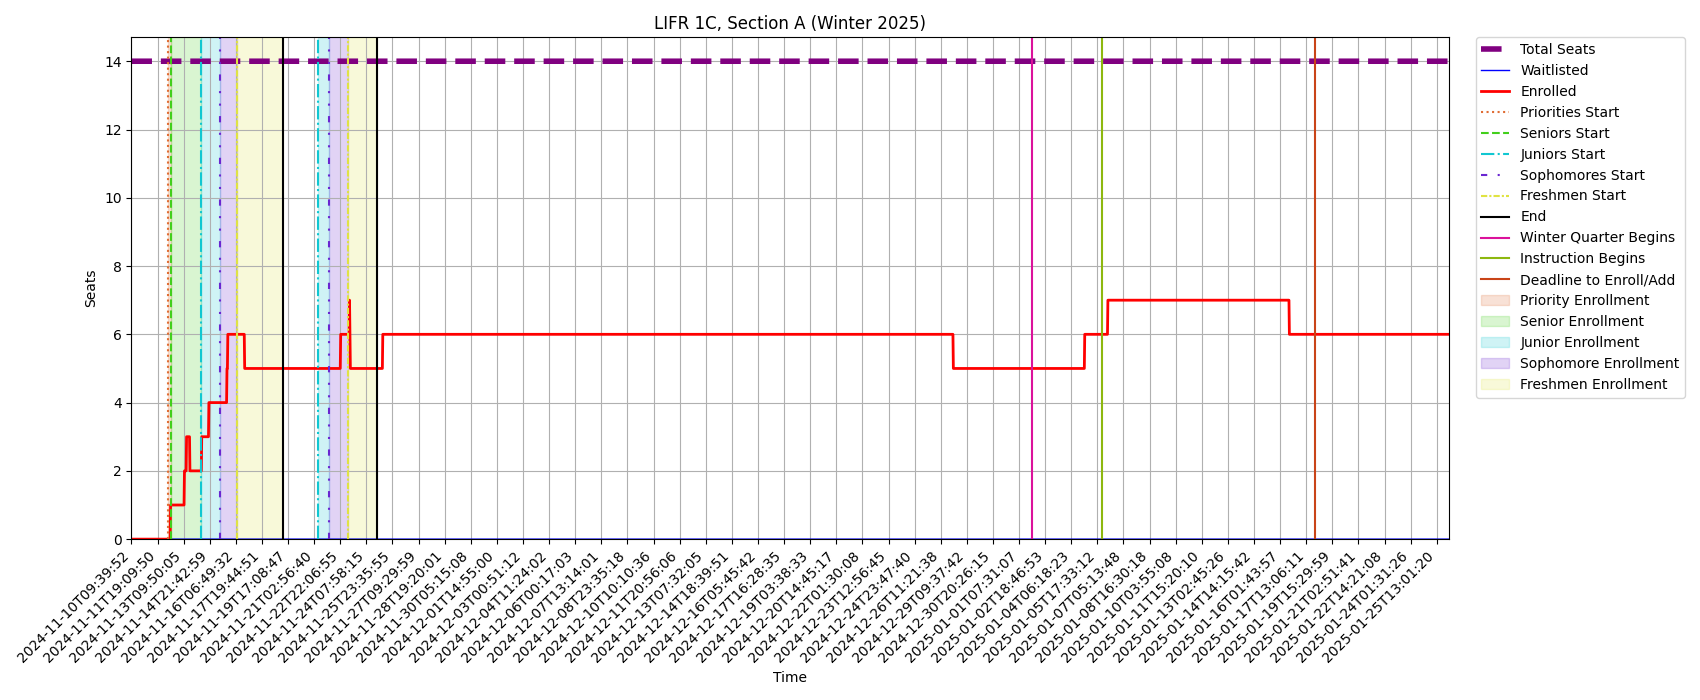 LIFR 1C, Section A (Winter 2025)
14
12
10
8
6
4
2
0
Seats
2024-11-10T09:39:52
2024-11-11T19:09:50
2024-11-13T09:50:05
2024-11-14T21:42:59
2024-11-16T06:49:32
2024-11-17T19:44:51
2024-11-19T17:08:47
2024-11-21T02:56:40
2024-11-22T22:06:55
2024-11-24T07:58:15
2024-11-25T23:35:55
2024-11-27T09:29:59
2024-11-28T19:20:01
2024-11-30T05:15:08
2024-12-01T14:55:00
2024-12-03T00:51:12
2024-12-04T11:24:02
2024-12-06T00:17:03
2024-12-07T13:14:01
2024-12-08T23:35:18
2024-12-10T10:10:36
2024-12-11T20:56:06
2024-12-13T07:32:05
2024-12-14T18:39:51
2024-12-16T05:45:42
2024-12-17T16:28:35
2024-12-19T03:38:33
2024-12-20T14:45:17
2024-12-22T01:30:08
2024-12-23T12:56:45
2024-12-24T23:47:40
2024-12-26T11:21:38
2024-12-29T09:37:42
2024-12-30T20:26:15
2025-01-01T07:31:07
2025-01-02T18:46:53
2025-01-04T06:18:23
2025-01-05T17:33:12
2025-01-07T05:13:48
2025-01-08T16:30:18
2025-01-10T03:55:08
2025-01-11T15:20:10
2025-01-13T02:45:26
2025-01-14T14:15:42
2025-01-16T01:43:57
2025-01-17T13:06:11
2025-01-19T15:29:59
2025-01-21T02:51:41
2025-01-22T14:21:08
2025-01-24T01:31:26
2025-01-25T13:01:20
Time
Total Seats
Waitlisted
Enrolled
Priorities Start
Seniors Start
Juniors Start
Sophomores Start
Freshmen Start
End
Winter Quarter Begins
Instruction Begins
Deadline to Enroll/Add
Priority Enrollment
Senior Enrollment
Junior Enrollment
Sophomore Enrollment
Freshmen Enrollment